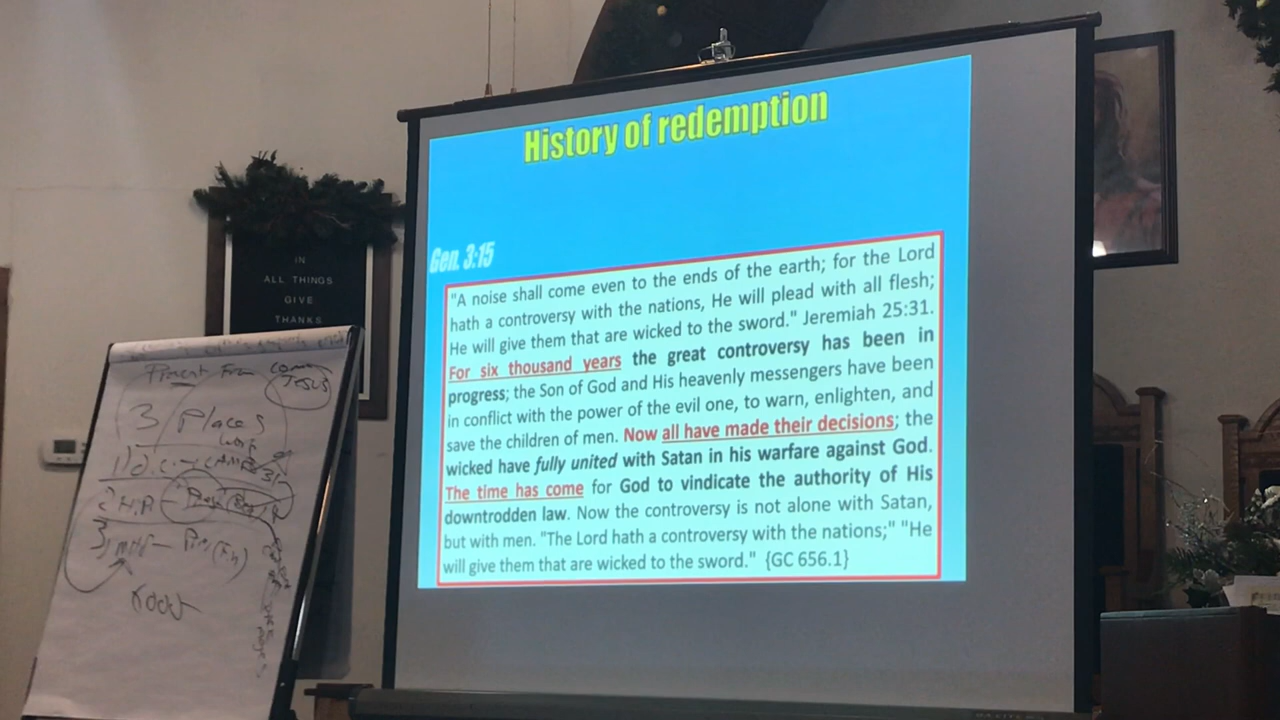 History of redemption
Gen. 3:15
"A noise shall come even to the ends of the earth; for the Lord
hath a controversy with the nations, He will plead with all flesh;
He will give them that are wicked to the sword." Jeremiah 25:31.
For six thousand years the great controversy has been in
progress; the Son of God and His heavenly messengers have been
in conflict with the power of the evil one, to warn, enlighten, and
save the children of men. Now all have made their decisions; the
wicked have fully united with Satan in his warfare against God.
The time has come for God to vindicate the authority of His
downtrodden law. Now the controversy is not alone with Satan,
but with men. "The Lord hath a controversy with the nations;" "He
will give them that are wicked to the sword." {GC 656.1}
IN
ALL THINGS
GIVE
THANKS
JESUS
3 Places
1)
2
3)
root